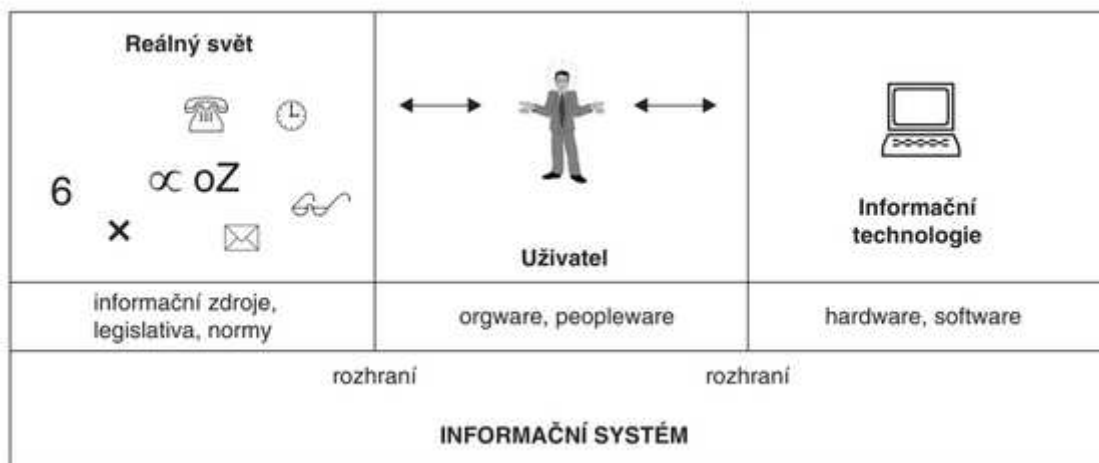 Reálný svět
6
∝ oZ
×
Uživatel
Informační
technologie
informační zdroje,
legislativa, normy
orgware, peopleware
hardware, software
rozhraní
rozhraní
INFORMAČNÍ SYSTÉM